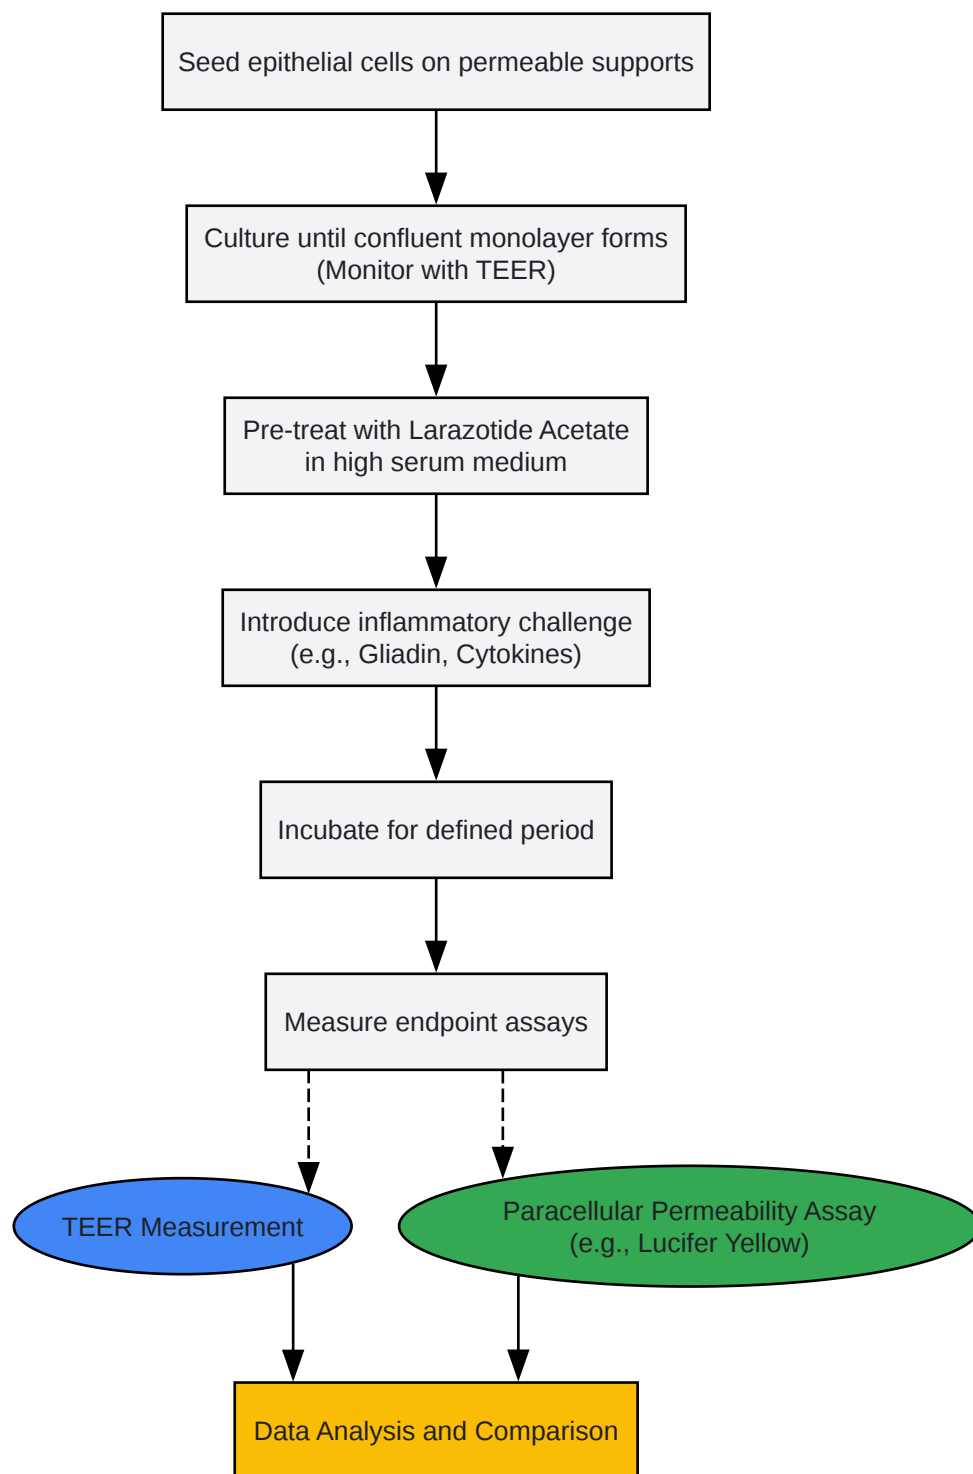 Seed epithelial cells on permeable supports
Culture until confluent monolayer forms
(Monitor with TEER)
Pre-treat with Larazotide Acetate
in high serum medium
Introduce inflammatory challenge
(e.g., Gliadin, Cytokines)
Incubate for defined period
Measure endpoint assays
TEER Measurement
Paracellular Permeability Assay
(e.g., Lucifer Yellow)
Data Analysis and Comparison